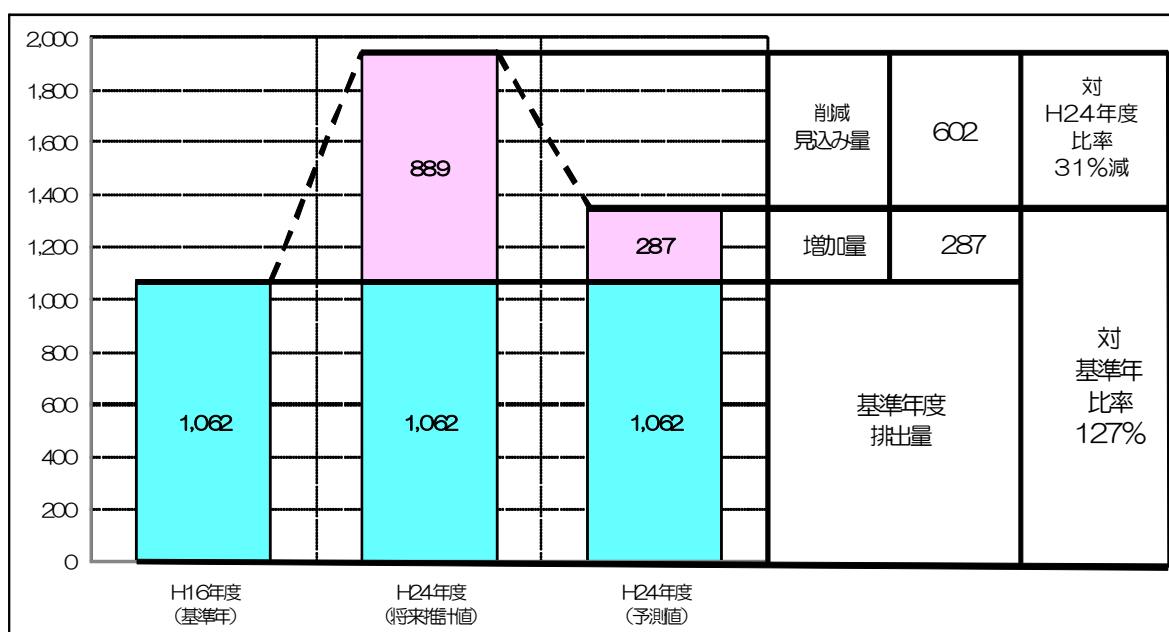 2,000
1,800
1,600
1,400
1,200
1,000
800
600
400
200
0
889
287
1,062
1,062
1,062
H16年度
（基準年）
H24年度
（将来推計値）
H24年度
（予測値）
削減
見込み量
602
対
H24年度
比率
31%減
増加量
287
基準年度
排出量
対
基準年
比率
127%